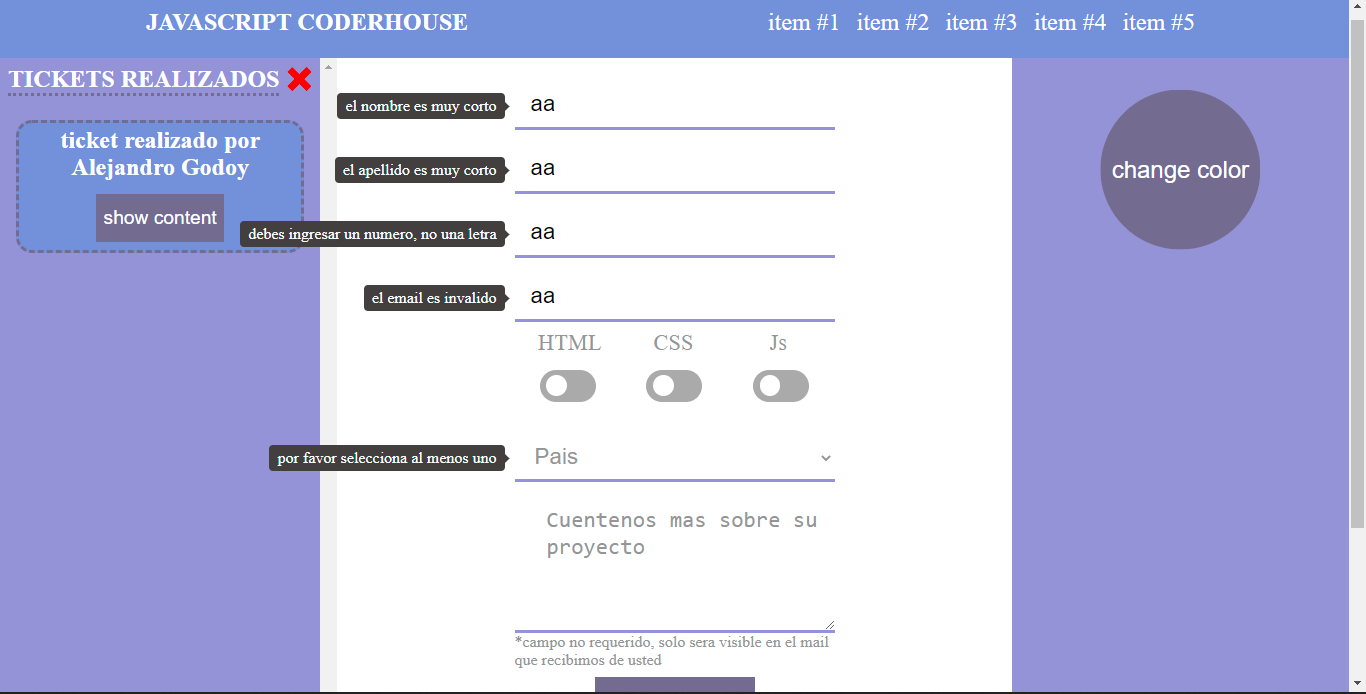 JAVASCRIPT CODERHOUSE
item #1 item #2 item #3 item #4 item #5
TICKETS REALIZADOS
ticket realizado por
Alejandro Godoy
show content
el nombre es muy corto
aa
el apellido es muy corto
aa
debes ingresar un numero, no una letra
aa
el email es invalido
aa
HTML CSS Js
por favor selecciona al menos uno
Pais
Cuentenos mas sobre su
proyecto
*campo no requerido, solo sera visible en el mail
que recibimos de usted
change color